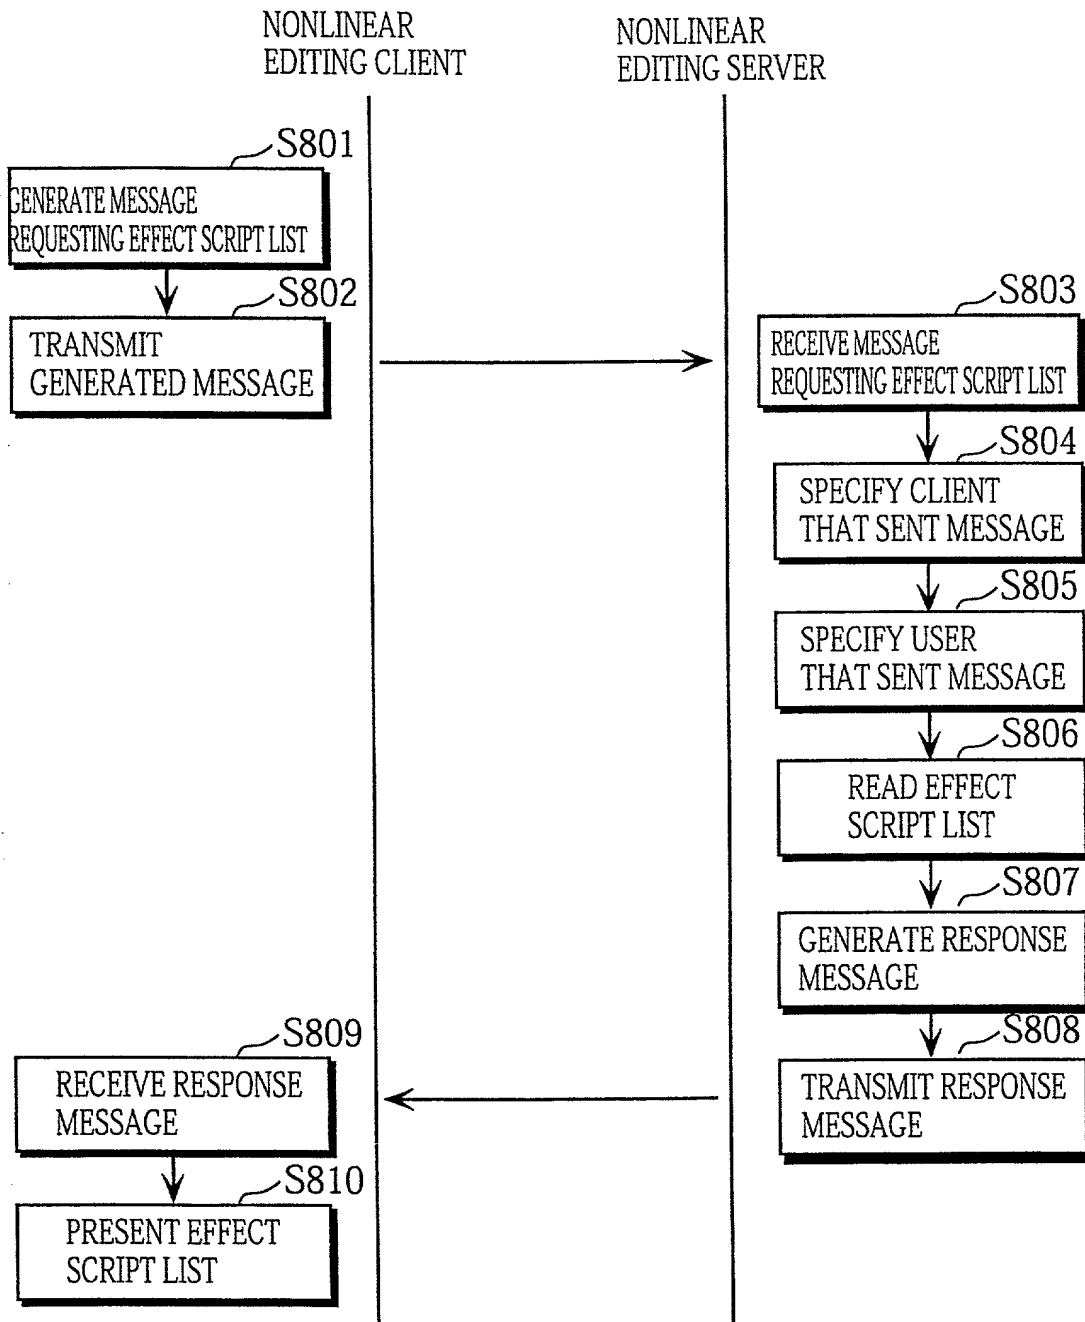 NONLINEAR
EDITING CLIENT
NONLINEAR
EDITING SERVER
S801
GENERATE MESSAGE
REQUESTING EFFECT SCRIPT LIST
S802
TRANSMIT
GENERATED MESSAGE
S803
RECEIVE MESSAGE
REQUESTING EFFECT SCRIPT LIST
S804
SPECIFY CLIENT
THAT SENT MESSAGE
S805
SPECIFY USER
THAT SENT MESSAGE
S806
READ EFFECT
SCRIPT LIST
S807
GENERATE RESPONSE
MESSAGE
S808
TRANSMIT RESPONSE
MESSAGE
S809
RECEIVE RESPONSE
MESSAGE
S810
PRESENT EFFECT
SCRIPT LIST